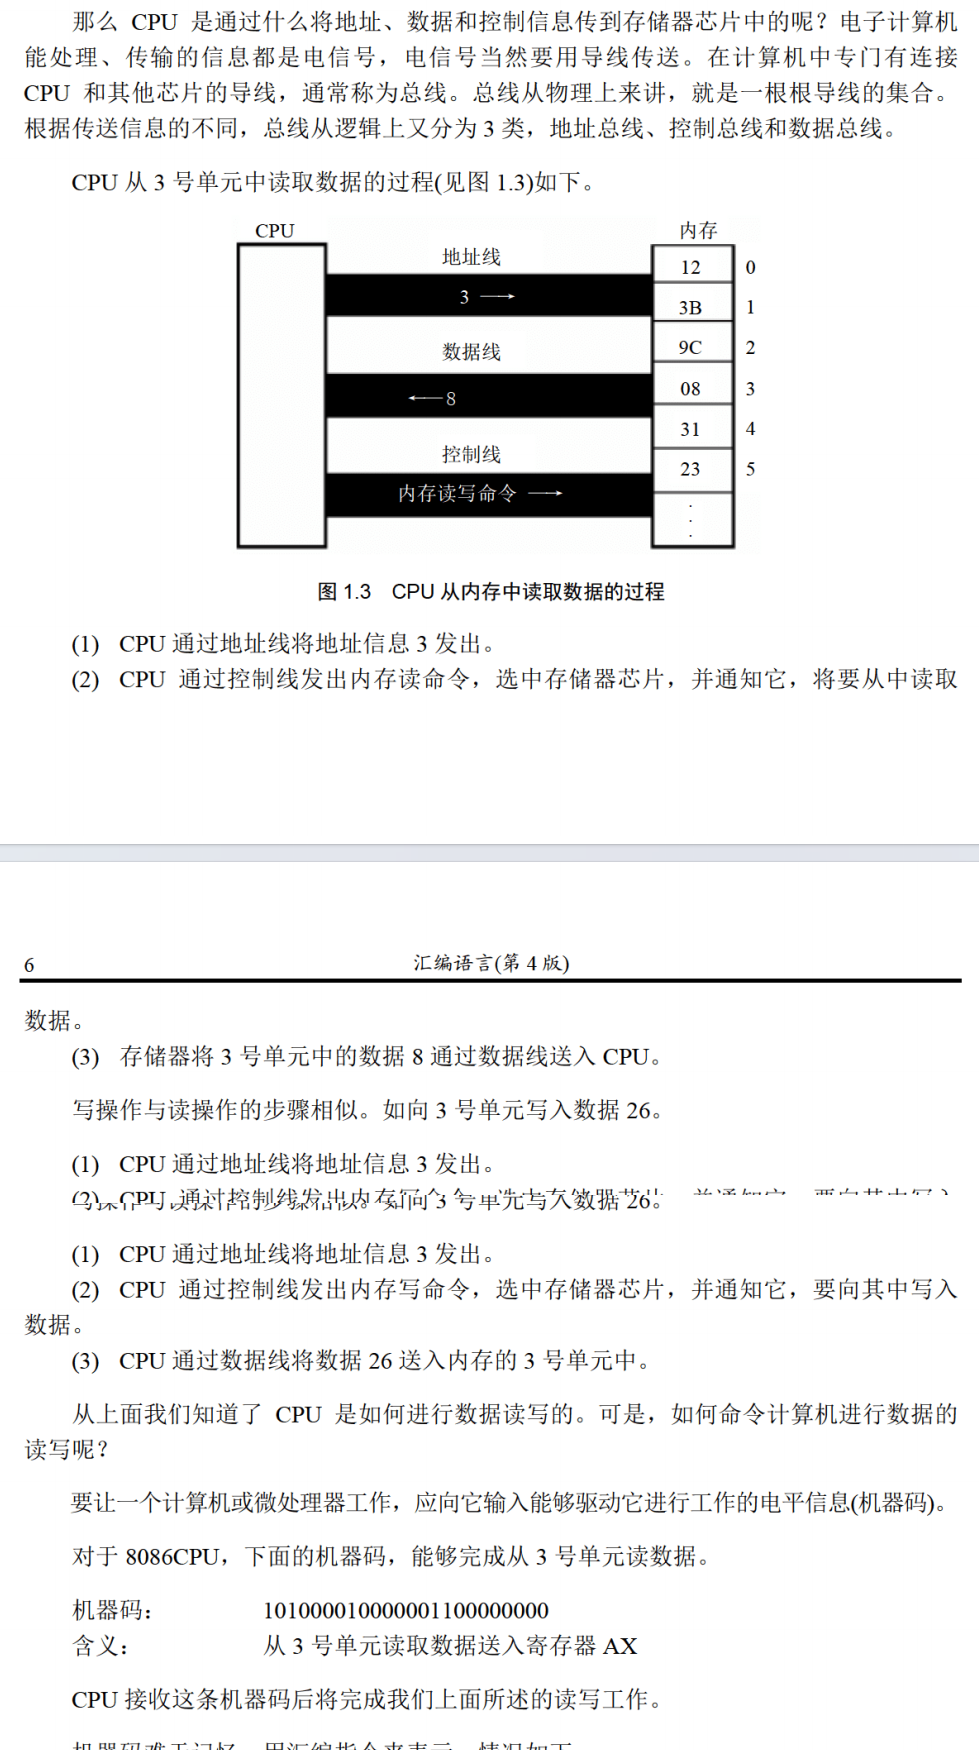 那么 CPU 是通过什么将地址、数据和控制信息传到存储器芯片中的呢？电子计算机
能处理、传输的信息都是电信号，电信号当然要用导线传送。在计算机中专门有连接
CPU 和其他芯片的导线，通常称为总线。总线从物理上来讲，就是一根根导线的集合。
根据传送信息的不同，总线从逻辑上又分为 3 类，地址总线、控制总线和数据总线。
CPU 从 3 号单元中读取数据的过程(见图 1.3)如下。
CPU
内存
地址线
12 0
3 →
3B 1
数据线
9C 2
←8
08 3
31 4
控制线
23 5
内存读写命令 →
图 1.3 CPU 从内存中读取数据的过程
(1) CPU 通过地址线将地址信息 3 发出。
(2) CPU 通过控制线发出内存读命令，选中存储器芯片，并通知它，将要从中读取
6
汇编语言(第 4 版)
数据。
(3) 存储器将 3 号单元中的数据 8 通过数据线送入 CPU。
写操作与读操作的步骤相似。如向 3 号单元写入数据 26。
(1) CPU 通过地址线将地址信息 3 发出。
(1) CPU 通过地址线将地址信息 3 发出。
(2) CPU 通过控制线发出内存写命令，选中存储器芯片，并通知它，要向其中写入
数据。
(3) CPU 通过数据线将数据 26 送入内存的 3 号单元中。
从上面我们知道了 CPU 是如何进行数据读写的。可是，如何命令计算机进行数据的
读写呢？
要让一个计算机或微处理器工作，应向它输入能够驱动它进行工作的电平信息(机器码)。
对于 8086CPU，下面的机器码，能够完成从 3 号单元读数据。
机器码： 101000010000001100000000
含义： 从 3 号单元读取数据送入寄存器 AX
CPU 接收这条机器码后将完成我们上面所述的读写工作。